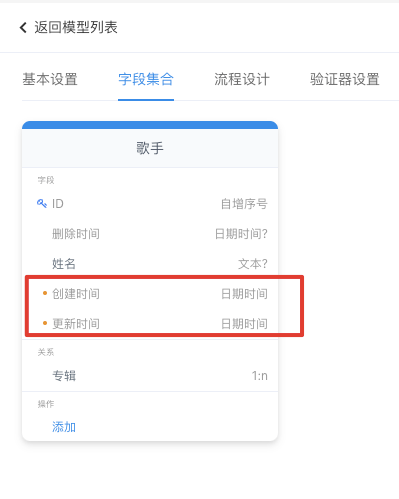 返回模型列表
基本设置 字段集合 流程设计 验证器设置
歌手
字段
ID 自增序号
删除时间 日期时间?
姓名 文本?
创建时间 日期时间
更新时间 日期时间
关系
专辑 1:n
操作
添加